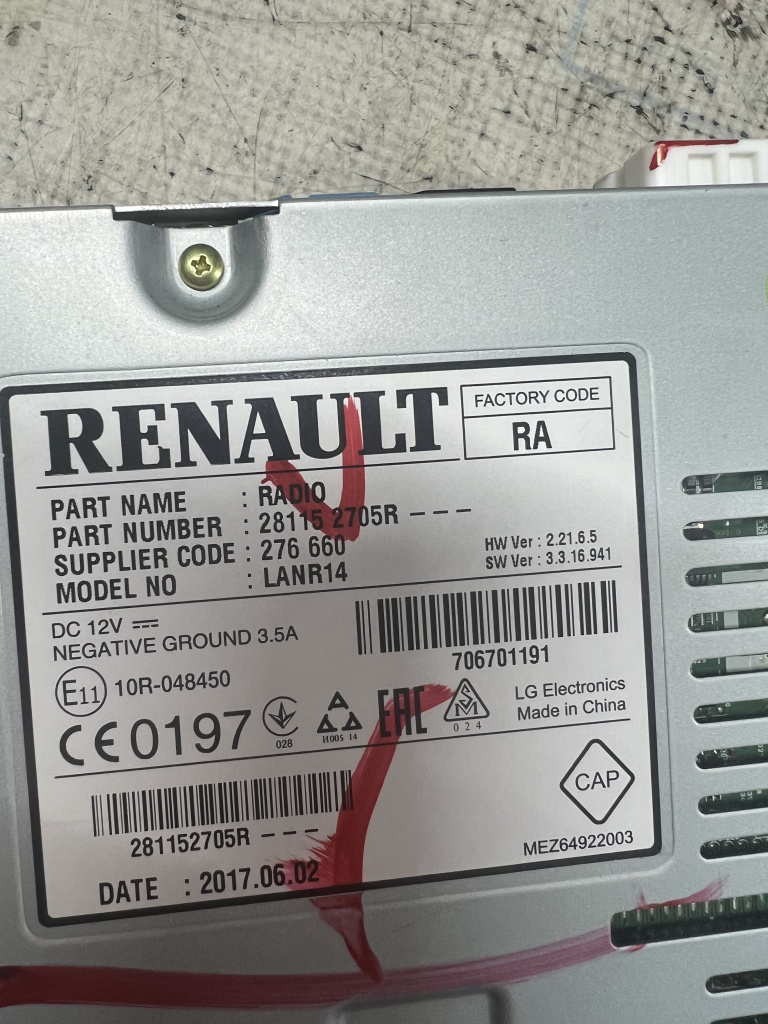 RENAULT
FACTORY CODE
RA
PART NAME : RADIO
PART NUMBER : 28115 2705R - - -
SUPPLIER CODE : 276 660
MODEL NO : LANR14
HW Ver : 2.21.6.5
SW Ver : 3.3.16.941
DC 12V
NEGATIVE GROUND 3.5A
706701191
E11 10R-048450
CE0197
028
И005 14
EAC
SM
024
LG Electronics
Made in China
281152705R - - -
CAP
DATE : 2017.06.02
MEZ64922003